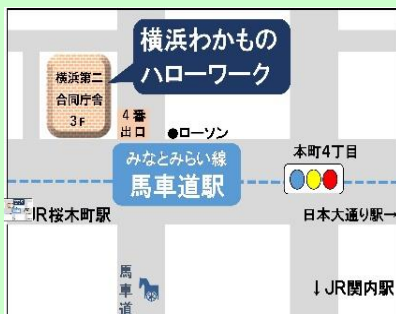 横浜わかもの
ハローワーク
横浜第二
合同庁舎
3F
4番
出口
●ローソン
本町4丁目
みなとみらい線
馬車道駅
JR桜木町駅
日本大通り駅→
馬車道
↓JR関内駅